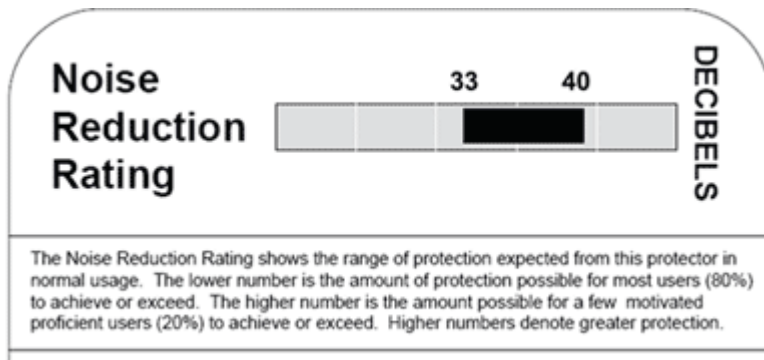 Noise
Reduction
Rating
33 40
DECIBELS
The Noise Reduction Rating shows the range of protection expected from this protector in
normal usage. The lower number is the amount of protection possible for most users (80%)
to achieve or exceed. The higher number is the amount possible for a few motivated
proficient users (20%) to achieve or exceed. Higher numbers denote greater protection.